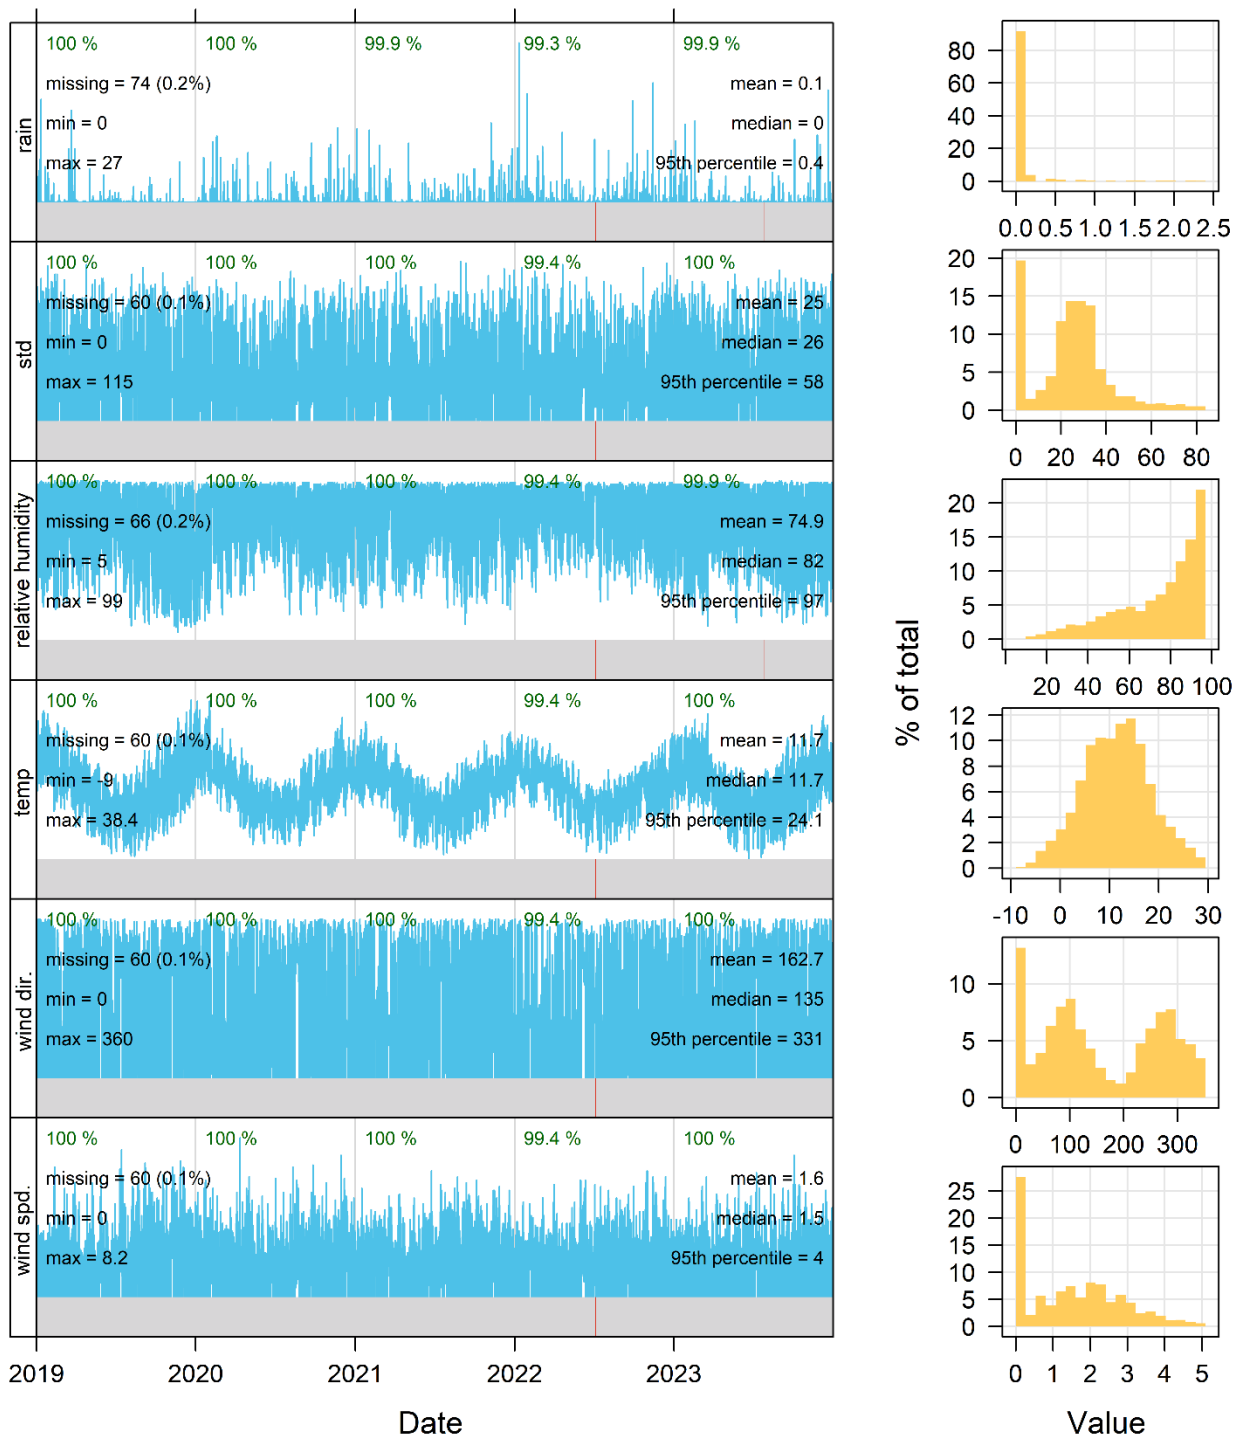 rain
100 %
100 %
99.9 %
99.3 %
99.9 %
missing = 74 (0.2%)
min = 0
max = 27
mean = 0.1
median = 0
95th percentile = 0.4
std
100 %
100 %
100 %
99.4 %
100 %
missing = 60 (0.1%)
min = 0
max = 115
mean = 25
median = 26
95th percentile = 58
relative humidity
100 %
100 %
100 %
99.4 %
99.9 %
missing = 66 (0.2%)
min = 5
max = 99
mean = 74.9
median = 82
95th percentile = 97
temp
100 %
100 %
100 %
99.4 %
100 %
missing = 60 (0.1%)
min = -9
max = 38.4
mean = 11.7
median = 11.7
95th percentile = 24.1
wind dir.
100 %
100 %
100 %
99.4 %
100 %
missing = 60 (0.1%)
min = 0
max = 360
mean = 162.7
median = 135
95th percentile = 331
wind spd.
100 %
100 %
100 %
99.4 %
100 %
missing = 60 (0.1%)
min = 0
max = 8.2
mean = 1.6
median = 1.5
95th percentile = 4
2019 2020 2021 2022 2023
Date
% of total
80
60
40
20
0
0.0 0.5 1.0 1.5 2.0 2.5
20
15
10
5
0
0 20 40 60 80
20
15
10
5
0
20 40 60 80 100
12
10
8
6
4
2
0
-10 0 10 20 30
10
5
0
0 100 200 300
25
20
15
10
5
0
0 1 2 3 4 5
Value